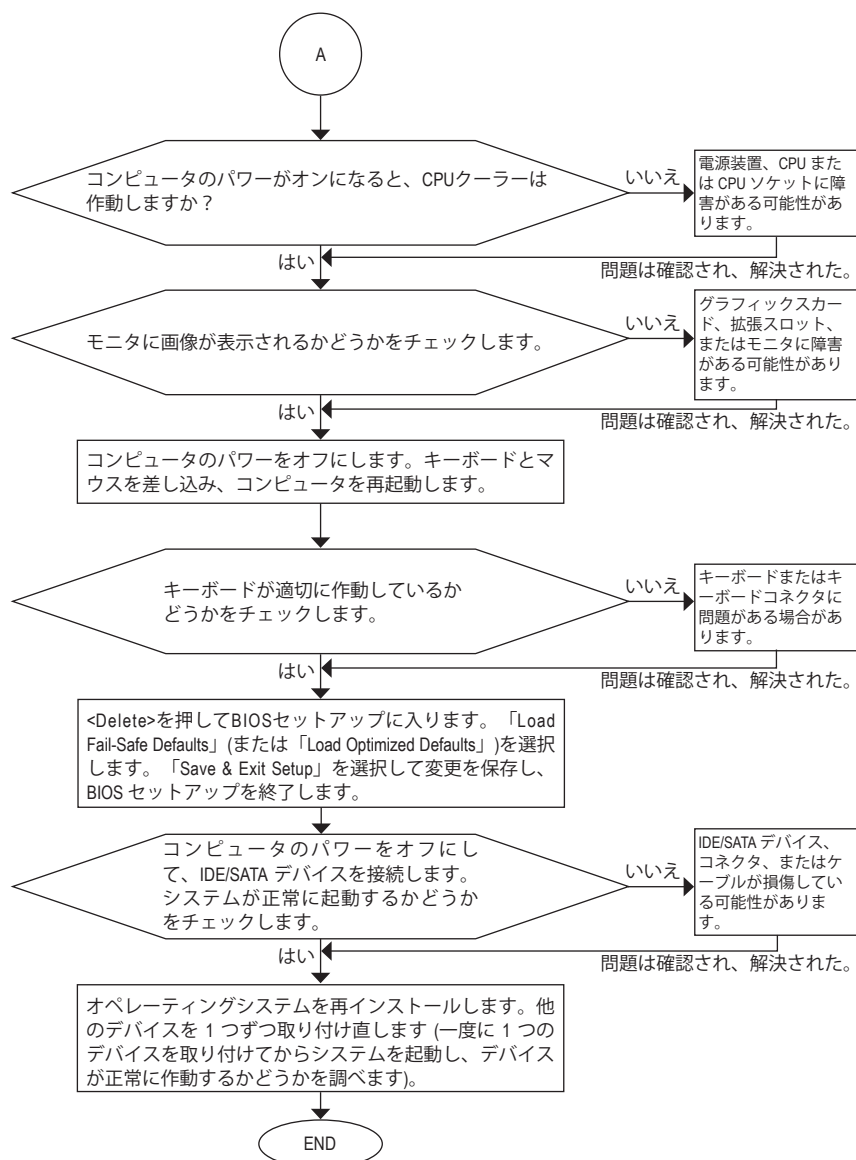 A
コンピュータのパワーがオンになると、CPUクーラーは
作動しますか？
いいえ
電源装置、CPU また
は CPU ソケットに障
害がある可能性があ
ります。
はい
問題は確認され、解決された。
モニタに画像が表示されるかどうかをチェックします。
いいえ
グラフィックスカー
ド、拡張スロット、
またはモニタに障害
がある可能性があり
ます。
はい
問題は確認され、解決された。
コンピュータのパワーをオフにします。キーボードとマ
ウスを差し込み、コンピュータを再起動します。
キーボードが適切に作動しているか
どうかをチェックします。
いいえ
キーボードまたはキ
ーボードコネクタに
問題がある場合があ
ります。
はい
問題は確認され、解決された。
<Delete>を押してBIOSセットアップに入ります。「Load
Fail-Safe Defaults」(または「Load Optimized Defaults」)を選択
します。「Save & Exit Setup」を選択して変更を保存し、
BIOS セットアップを終了します。
コンピュータのパワーをオフにし
て、IDE/SATA デバイスを接続します。
システムが正常に起動するかどうか
をチェックします。
いいえ
IDE/SATA デバイス、
コネクタ、またはケ
ーブルが損傷してい
る可能性がありま
す。
はい
問題は確認され、解決された。
オペレーティングシステムを再インストールします。他
のデバイスを 1 つずつ取り付け直します (一度に 1 つの
デバイスを取り付けてからシステムを起動し、デバイス
が正常に作動するかどうかを調べます)。
END